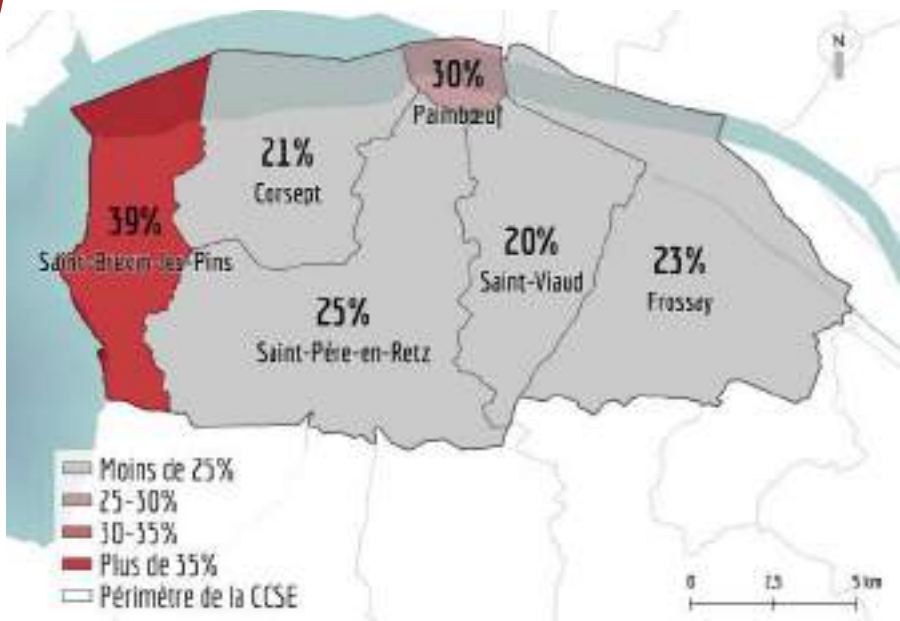 N
30%
Paimbœuf
21%
Corsept
39%
Saint-Brevin-les-Pins
20%
Saint-Viaud
23%
Frossay
25%
Saint-Père-en-Retz
Moins de 25%
25-30%
30-35%
Plus de 35%
Périmètre de la CCSE
0 2,5 5 km